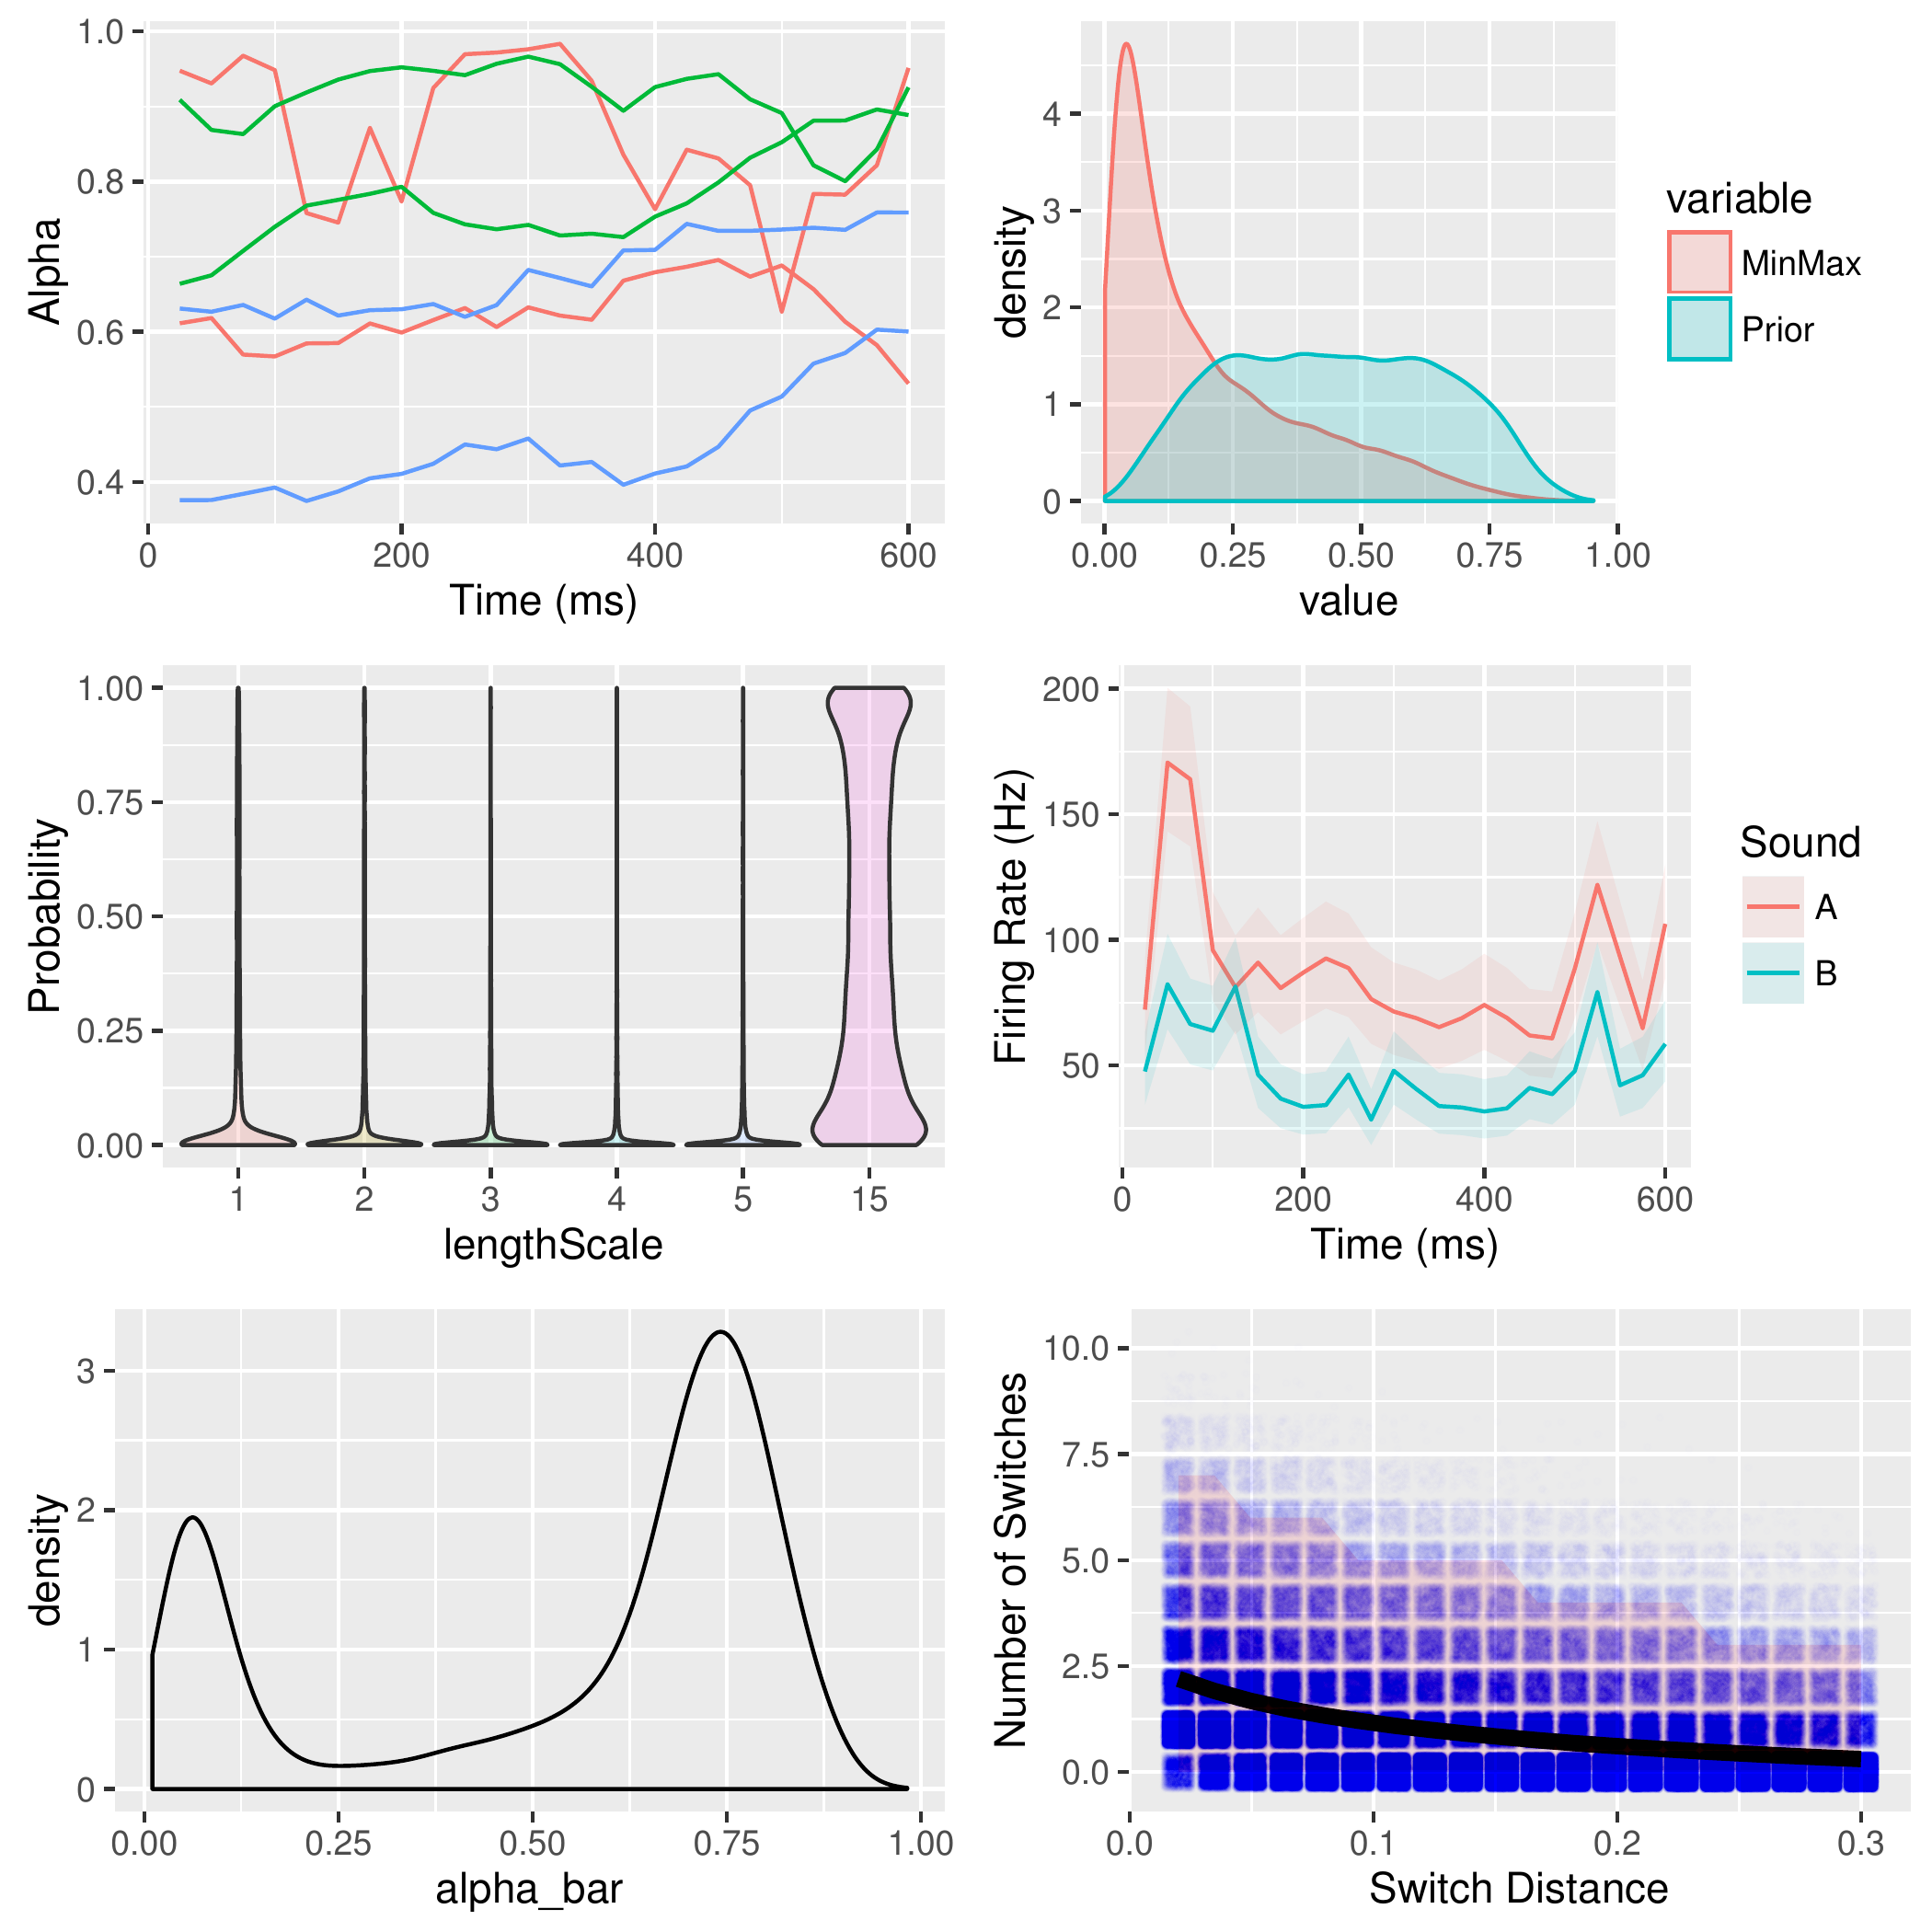 Alpha
1.0
0.8
0.6
0.4
0 200 400 600
Time (ms)
density
4
3
2
1
0
0.00 0.25 0.50 0.75 1.00
value
variable
MinMax
Prior
Probability
1.00
0.75
0.50
0.25
0.00
1 2 3 4 5 15
lengthScale
Firing Rate (Hz)
200
150
100
50
0 200 400 600
Time (ms)
Sound
A
B
density
3
2
1
0
0.00 0.25 0.50 0.75 1.00
alpha_bar
Number of Switches
10.0
7.5
5.0
2.5
0.0
0.0 0.1 0.2 0.3
Switch Distance